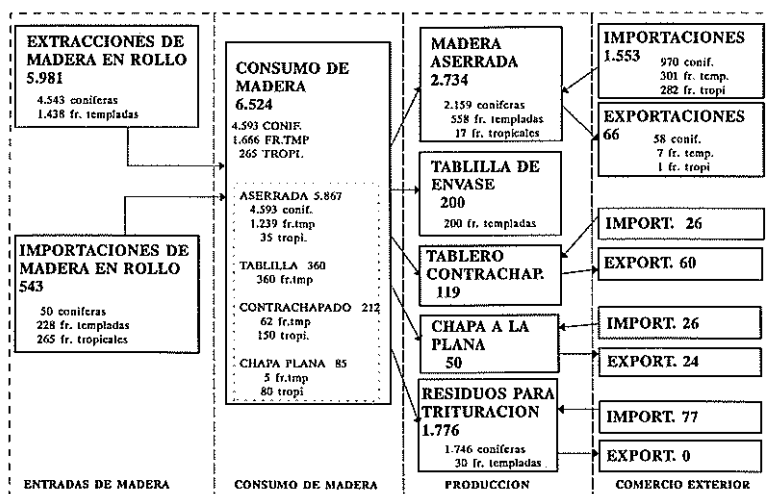 EXTRACCIONES DE
MADERA EN ROLLO
5.981
4.543 coniferas
1.438 fr. templadas
IMPORTACIONES DE
MADERA EN ROLLO
543
50 coniferas
228 fr. templadas
265 fr. tropicales
ENTRADAS DE MADERA
CONSUMO DE
MADERA
6.524
4.593 CONIF.
1.666 FR.TMP
265 TROPI.
ASERRADA 5.867
4.593 conif.
1.239 fr.tmp
35 tropi.
TABLILLA 360
360 fr.tmp
CONTRACHAPADO 212
62 fr.tmp
150 tropi.
CHAPA PLANA 85
5 fr.tmp
80 tropi
CONSUMO DE MADERA
MADERA
ASERRADA
2.734
2.159 coniferas
558 fr. templadas
17 fr. tropicales
TABLILLA DE
ENVASE
200
200 fr. templadas
TABLERO
CONTRACHAP.
119
CHAPA A LA
PLANA
50
RESIDUOS PARA
TRITURACION
1.776
1.746 coniferas
30 fr. templadas
PRODUCCION
IMPORTACIONES
1.553
970 conif.
301 fr. temp.
282 fr. tropi
EXPORTACIONES
66
58 conif.
7 fr. temp.
1 fr. tropi
IMPORT. 26
EXPORT. 60
IMPORT. 26
EXPORT. 24
IMPORT. 77
EXPORT. 0
COMERCIO EXTERIOR